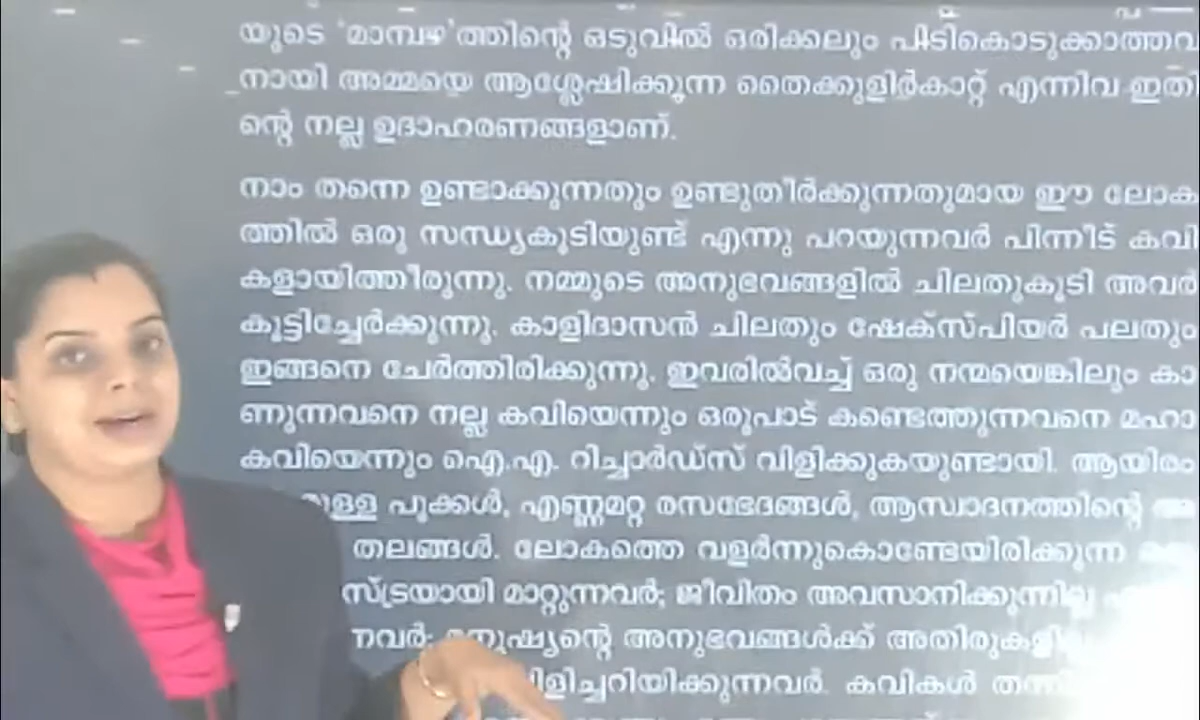 യുടെ 'മാമ്പഴ'ത്തിന്റെ ഒടുവിൽ ഒരിക്കലും പിടികൊടുക്കാത്തവ
നായി അമ്മയെ ആശ്ലേഷിക്കുന്ന തൈക്കുളിർകാറ്റ് എന്നിവ ഇതി
ന്റെ നല്ല ഉദാഹരണങ്ങളാണ്.
നാം തന്നെ ഉണ്ടാക്കുന്നതും ഉണ്ടുതീർക്കുന്നതുമായ ഈ ലോക
ത്തിൽ ഒരു സന്ധ്യകൂടിയുണ്ട് എന്നു പറയുന്നവർ പിന്നീട് കവി
കളായിത്തീരുന്നു. നമ്മുടെ അനുഭവങ്ങളിൽ ചിലതുകൂടി അവർ
കൂട്ടിച്ചേർക്കുന്നു. കാളിദാസൻ ചിലതും ഷേക്സ്പിയർ പലതും
ഇങ്ങനെ ചേർത്തിരിക്കുന്നു. ഇവരിൽവച്ച് ഒരു നന്മയെങ്കിലും കാ
ണുന്നവനെ നല്ല കവിയെന്നും ഒരുപാട് കണ്ടെത്തുന്നവനെ മഹാ
കവിയെന്നും ഐ.എ. റിച്ചാർഡ്സ് വിളിക്കുകയുണ്ടായി. ആയിരം
മുള്ള പൂക്കൾ, എണ്ണമറ്റ രസഭേദങ്ങൾ, ആസ്വാദനത്തിന്റെ
തലങ്ങൾ. ലോകത്തെ വളർന്നുകൊണ്ടേയിരിക്കുന്ന
സ്ട്രയായി മാറ്റുന്നവർ; ജീവിതം അവസാനിക്കുന്നില്ല
നവർ; മനുഷ്യന്റെ അനുഭവങ്ങൾക്ക്
വിളിച്ചറിയിക്കുന്നവർ. കവികൾ